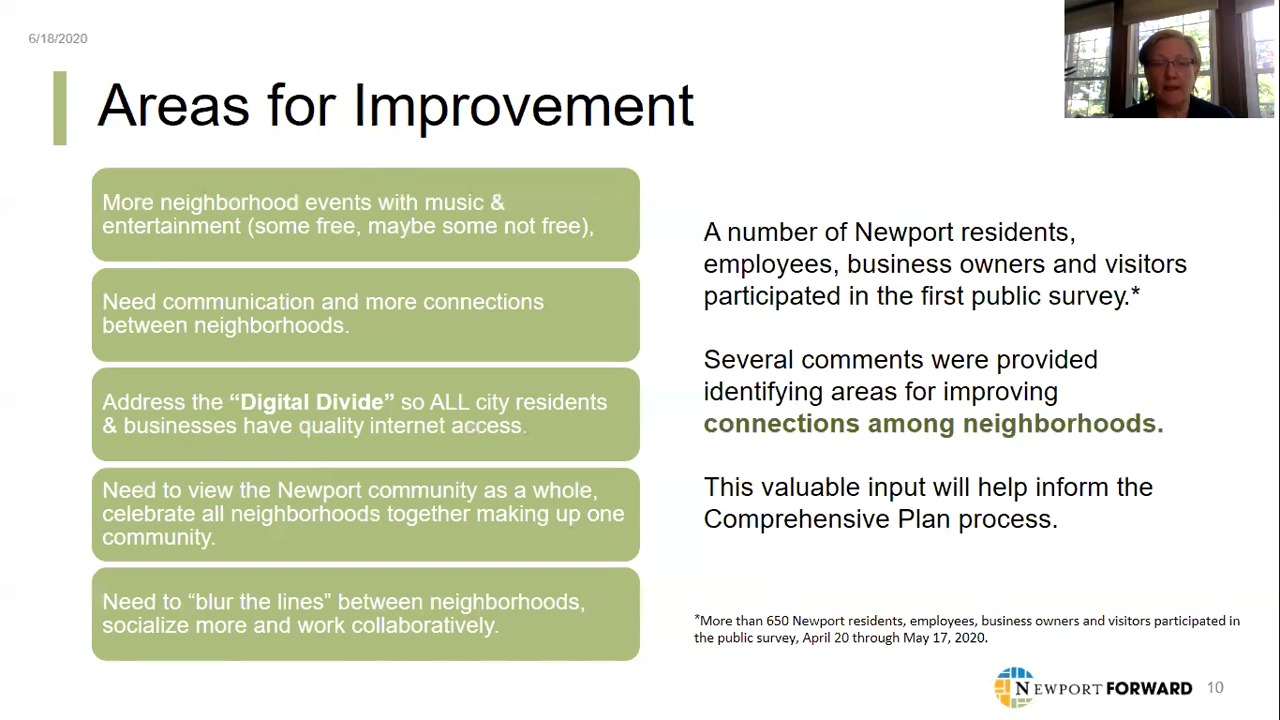 6/18/2020
Areas for Improvement
More neighborhood events with music &
entertainment (some free, maybe some not free),
Need communication and more connections
between neighborhoods.
Address the “Digital Divide” so ALL city residents
& businesses have quality internet access.
Need to view the Newport community as a whole,
celebrate all neighborhoods together making up one
community.
Need to “blur the lines” between neighborhoods,
socialize more and work collaboratively.
A number of Newport residents,
employees, business owners and visitors
participated in the first public survey.*
Several comments were provided
identifying areas for improving
connections among neighborhoods.
This valuable input will help inform the
Comprehensive Plan process.
*More than 650 Newport residents, employees, business owners and visitors participated in
the public survey, April 20 through May 17, 2020.
NEWPORT FORWARD 10